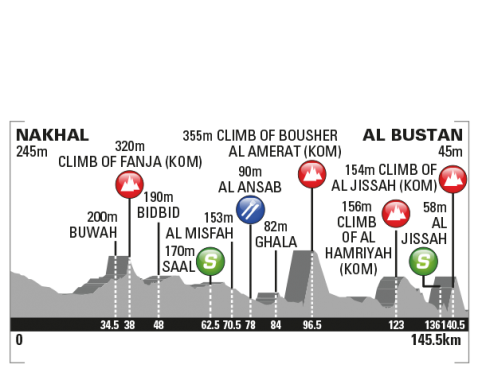 NAKHAL
245m
320m
CLIMB OF FANJA (KOM)
355m CLIMB OF BOUSHER
AL AMERAT (KOM)
AL BUSTAN
45m
90m
AL ANSAB
154m CLIMB OF
AL JISSAH (KOM)
200m
BUWAH
190m
BIDBID
153m
AL MISFAH
170m
SAAL
S
82m
GHALA
156m
CLIMB
OF AL
HAMRIYAH
(KOM)
58m
AL
JISSAH
S
34.5 38 48 62.5 70.5 78 84 96.5 123 136 140.5
0
145.5km